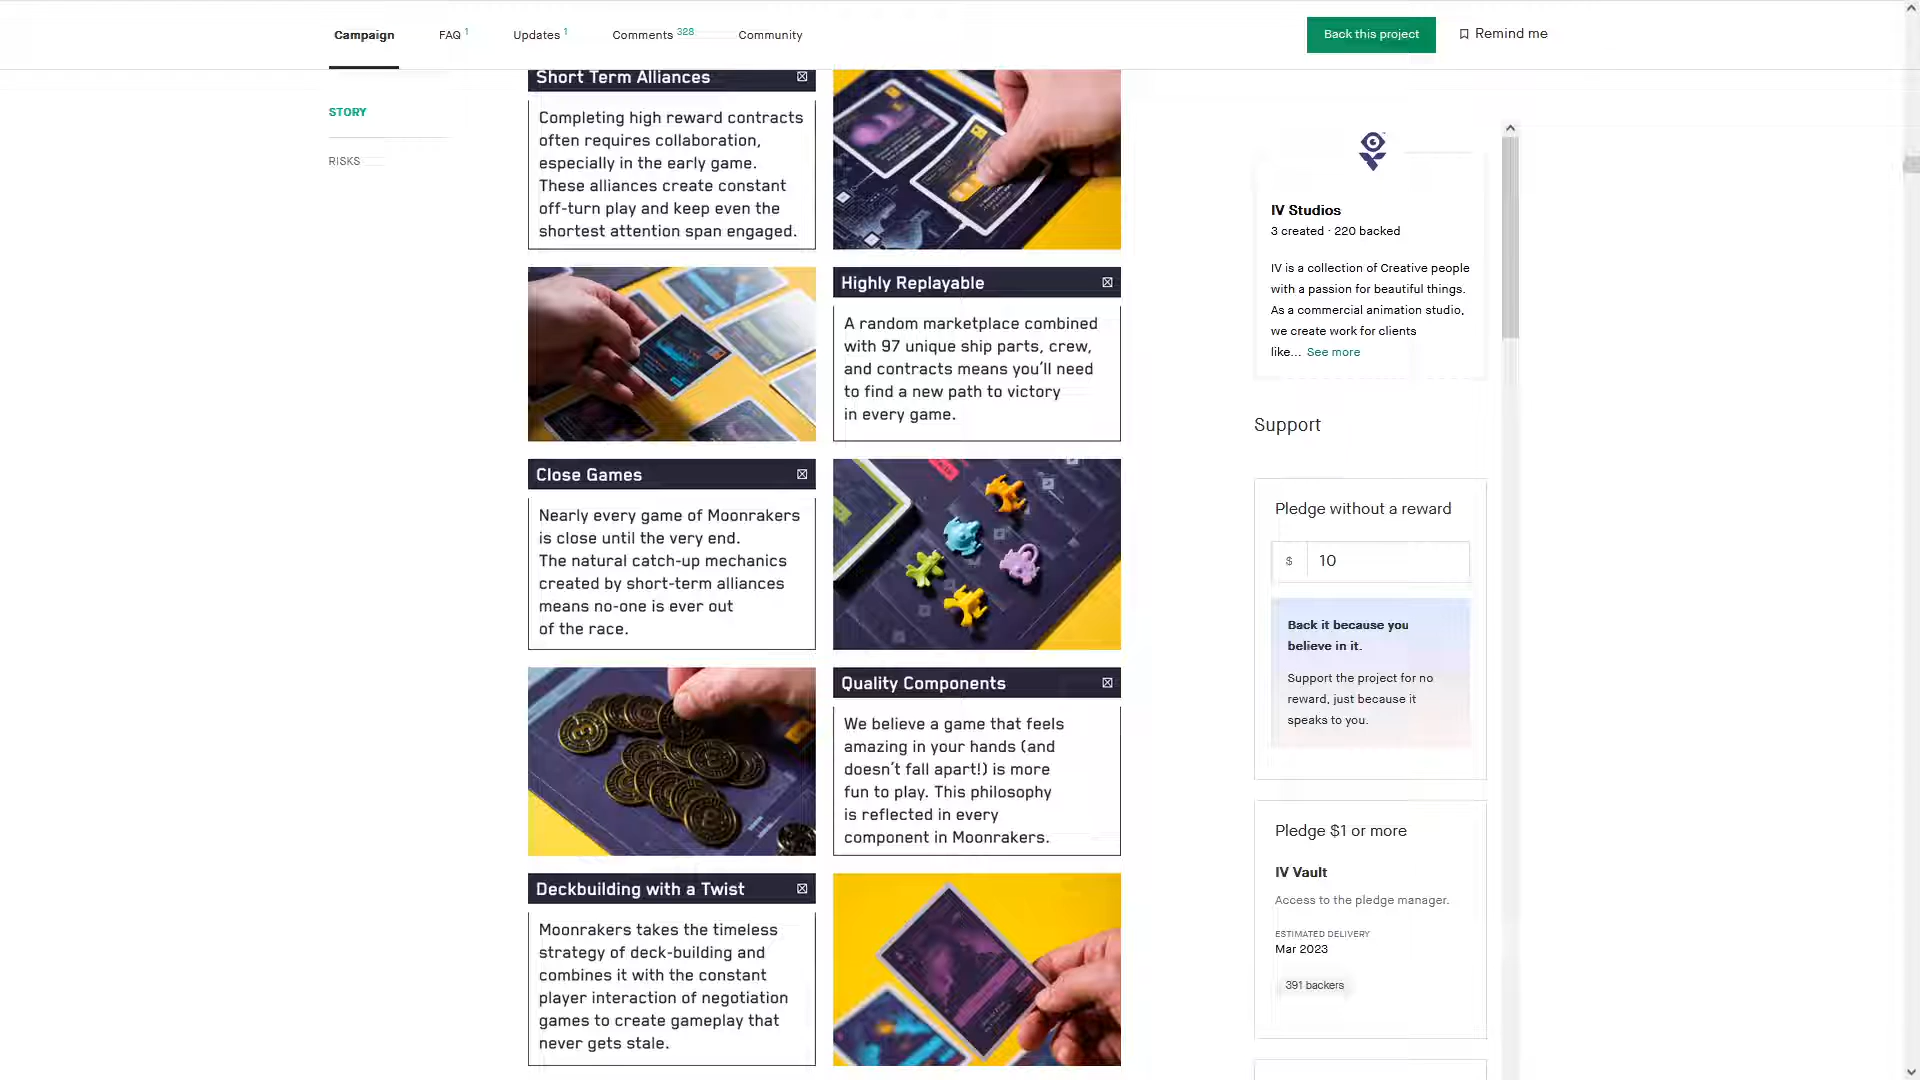 Campaign
FAQ 1
Updates 1
Comments 328
Community
Back this project
Remind me
STORY
RISKS
Short Term Alliances
Completing high reward contracts
often requires collaboration,
especially in the early game.
These alliances create constant
off-turn play and keep even the
shortest attention span engaged.
Highly Replayable
A random marketplace combined
with 97 unique ship parts, crew,
and contracts means you'll need
to find a new path to victory
in every game.
Close Games
Nearly every game of Moonrakers
is close until the very end.
The natural catch-up mechanics
created by short-term alliances
means no-one is ever out
of the race.
Quality Components
We believe a game that feels
amazing in your hands (and
doesn't fall apart!) is more
fun to play. This philosophy
is reflected in every
component in Moonrakers.
Deckbuilding with a Twist
Moonrakers takes the timeless
strategy of deck-building and
combines it with the constant
player interaction of negotiation
games to create gameplay that
never gets stale.
IV Studios
3 created · 220 backed
IV is a collection of Creative people
with a passion for beautiful things.
As a commercial animation studio,
we create work for clients
like... See more
Support
Pledge without a reward
$ 10
Back it because you
believe in it.
Support the project for no
reward, just because it
speaks to you.
Pledge $1 or more
IV Vault
Access to the pledge manager.
ESTIMATED DELIVERY
Mar 2023
391 backers